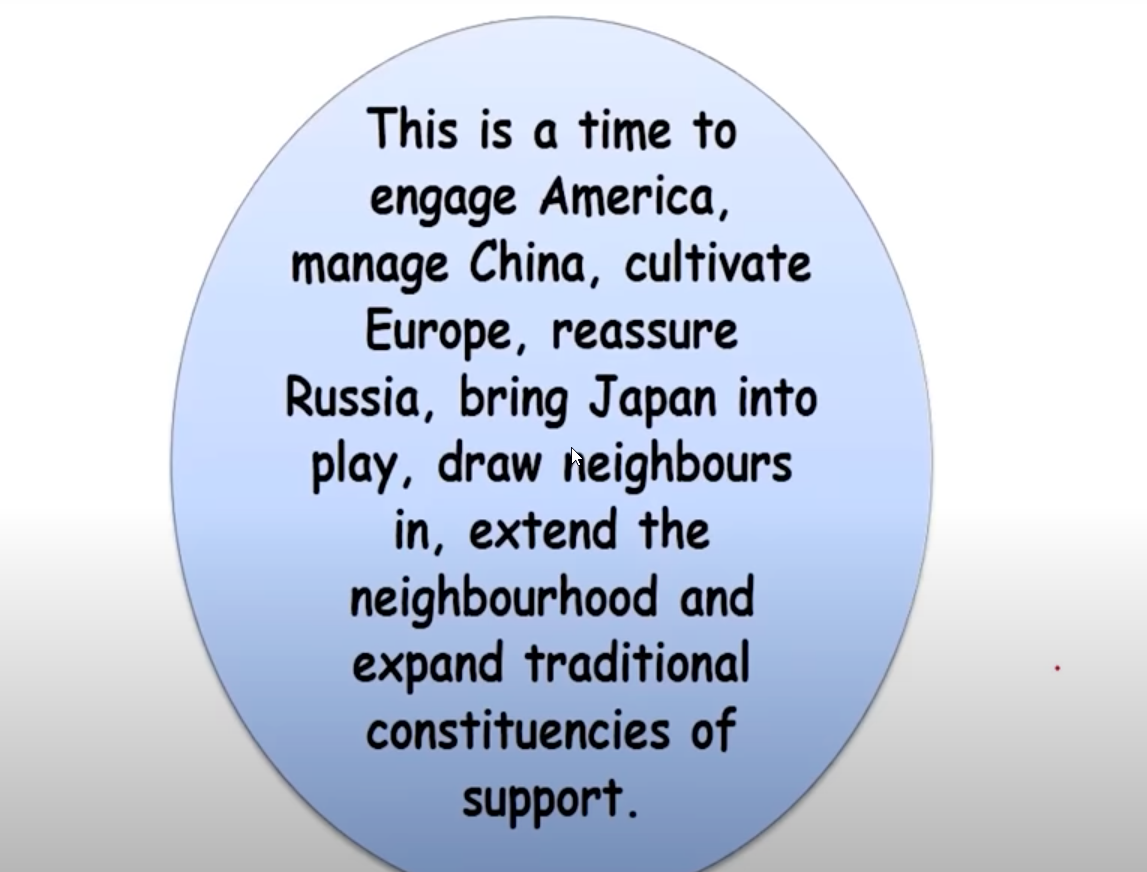 This is a time to
engage America,
manage China, cultivate
Europe, reassure
Russia, bring Japan into
play, draw neighbours
in, extend the
neighbourhood and
expand traditional
constituencies of
support.